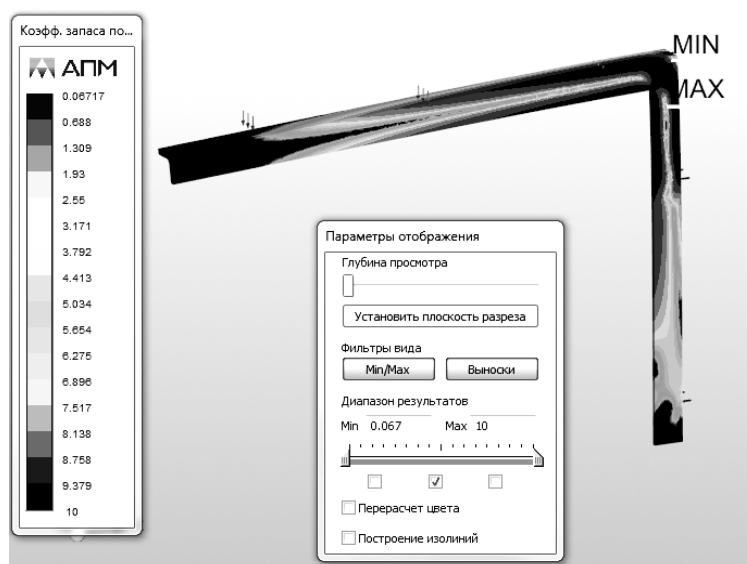 Коэфф. запаса по...
АПМ
0.06717
0.688
1.309
1.93
2.55
3.171
3.792
4.413
5.034
5.654
6.275
6.896
7.517
8.138
8.758
9.379
10
MIN
MAX
Параметры отображения
Глубина просмотра
Установить плоскость разреза
Фильтры вида
Min/Max Выноски
Диапазон результатов
Min 0.067 Max 10
Перерасчет цвета
Построение изолиний